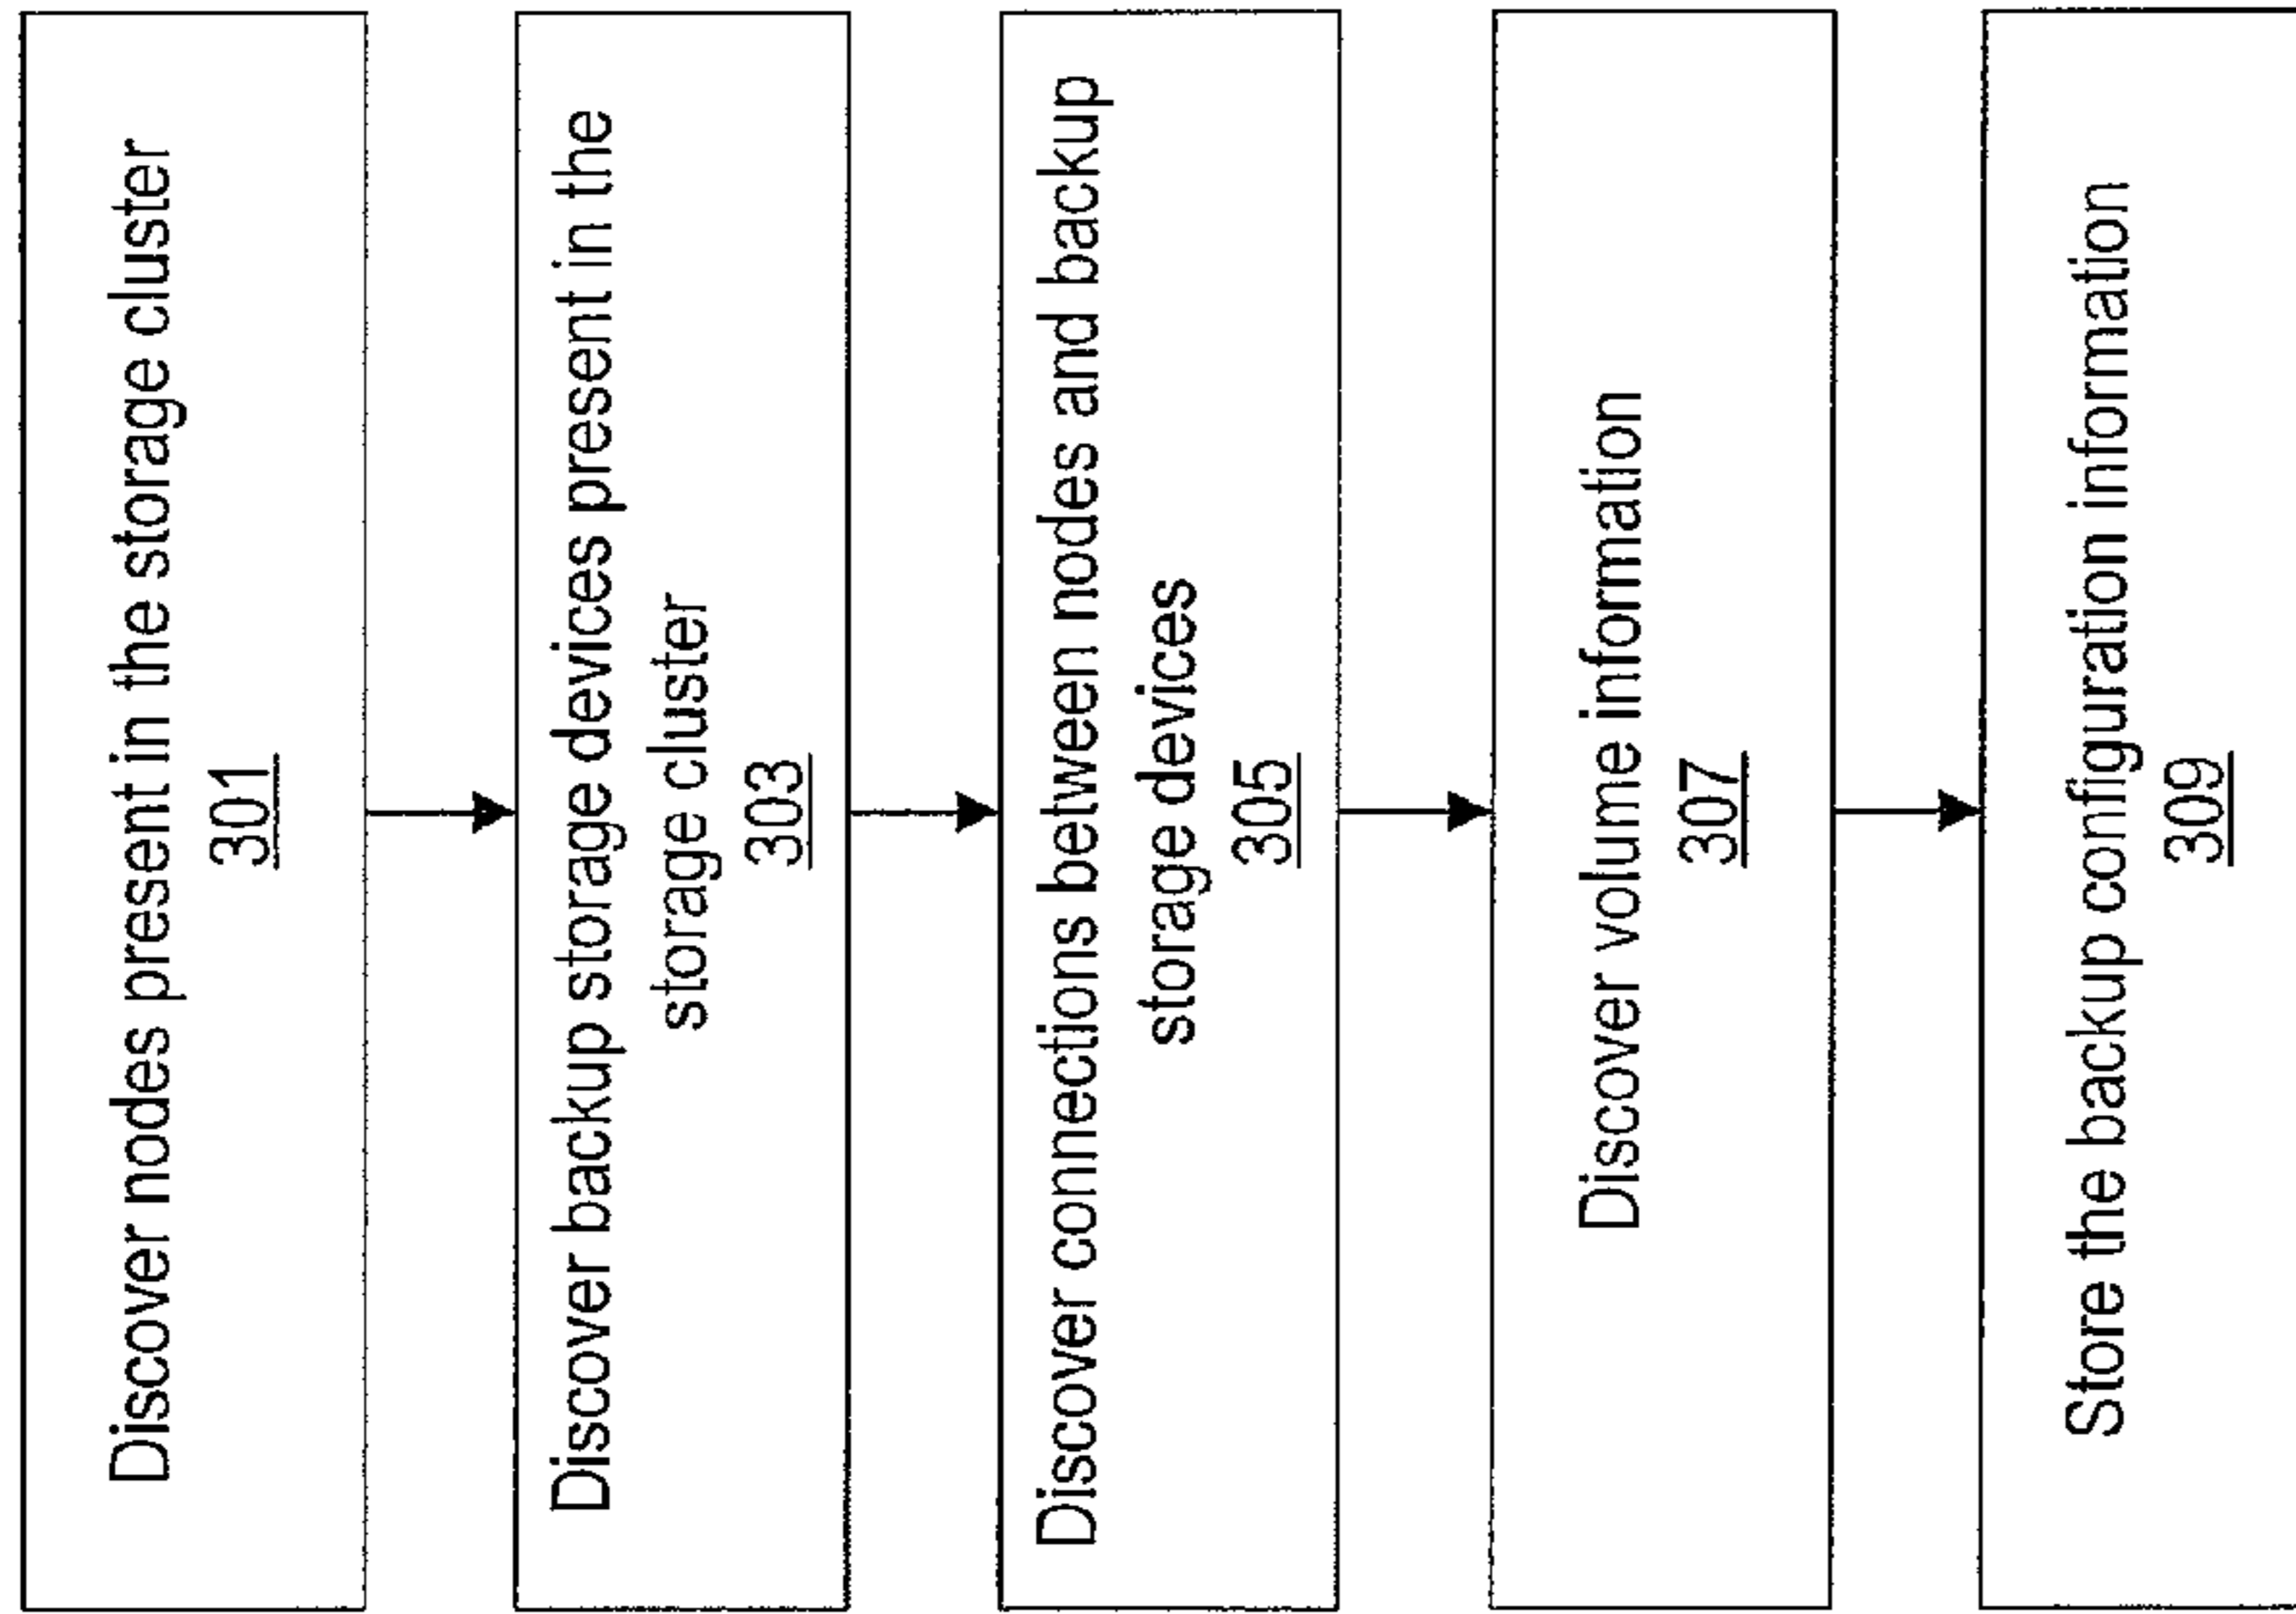 Discover nodes present in the storage cluster
301
Discover backup storage devices present in the
storage cluster
303
Discover connections between nodes and backup
storage devices
305
Discover volume information
307
Store the backup configuration information
309